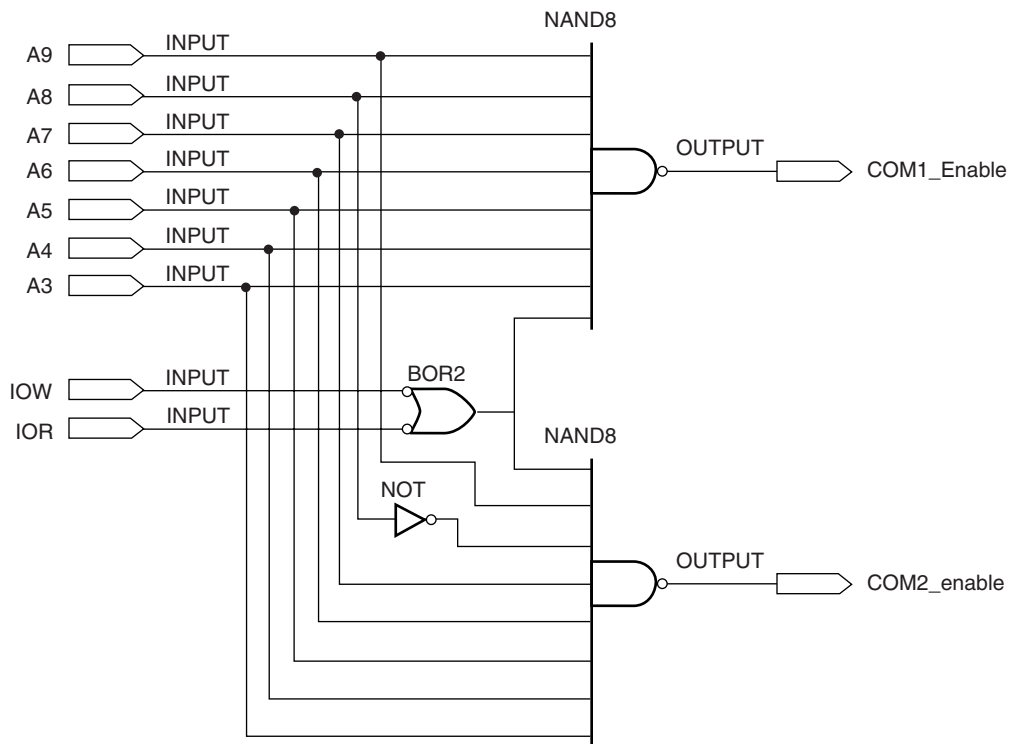 NAND8
A9 INPUT
A8 INPUT
A7 INPUT
A6 INPUT
A5 INPUT
A4 INPUT
A3 INPUT
OUTPUT
COM1_Enable
IOW INPUT
IOR INPUT
BOR2
NAND8
NOT
OUTPUT
COM2_enable